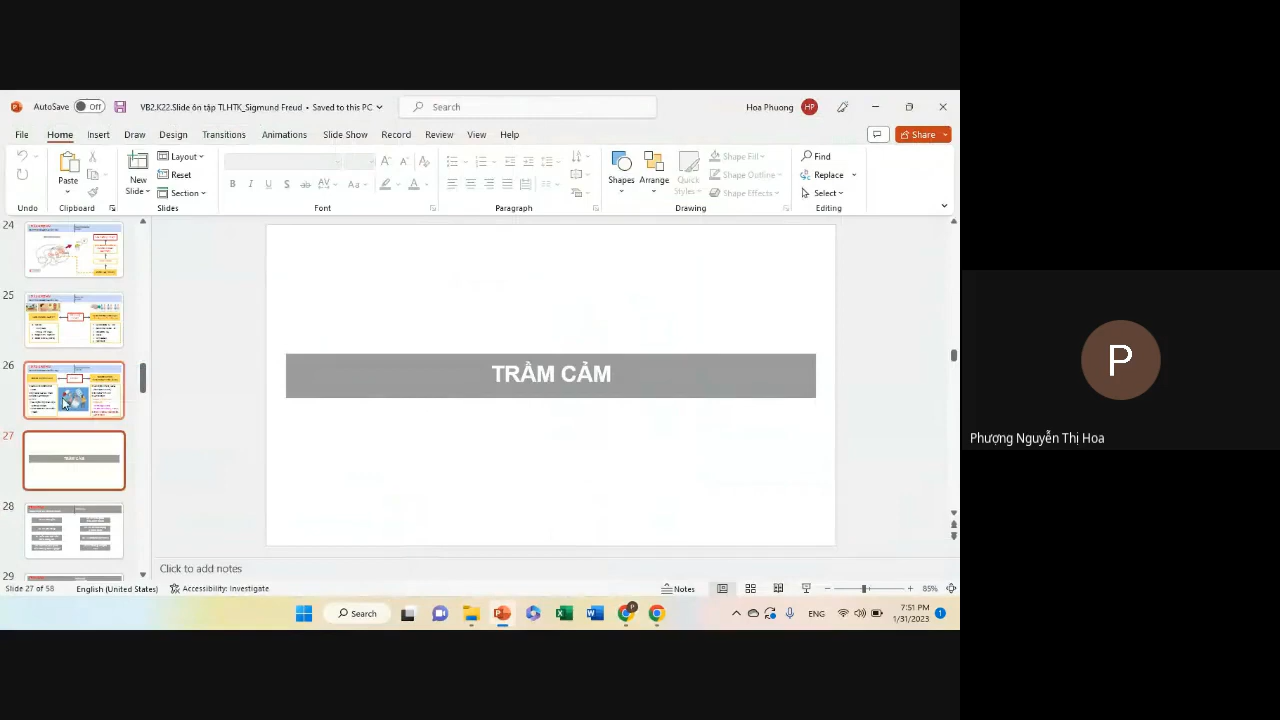 AutoSave Off VB2.K22.Slide ôn tập TLHTK_Sigmund Freud • Saved to this PC Search Hoa Phuong HP
File Home Insert Draw Design Transitions Animations Slide Show Record Review View Help Share
Paste
New Slide
Layout
Reset
Section
Shapes
Arrange
Quick Styles
Shape Fill
Shape Outline
Shape Effects
Find
Replace
Select
Undo Clipboard Slides Font Paragraph Drawing Editing
24
25
26
27
28
29
TRẦM CẢM
Click to add notes
Slide 27 of 58 English (United States) Accessibility: Investigate Notes 85%
Search ENG 7:51 PM
1/31/2023
P
Phượng Nguyễn Thị Hoa